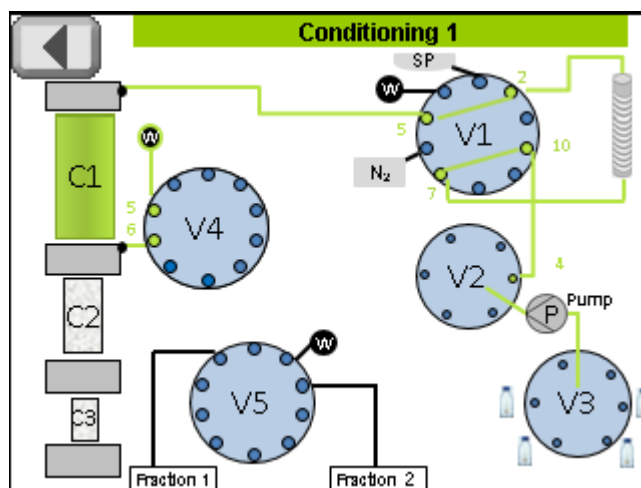 Conditioning 1
SP
W
2
5
V1
10
N₂
7
C1
W
5
6
V4
V2
4
Pump
P
C2
W
V5
V3
C3
Fraction 1
Fraction 2